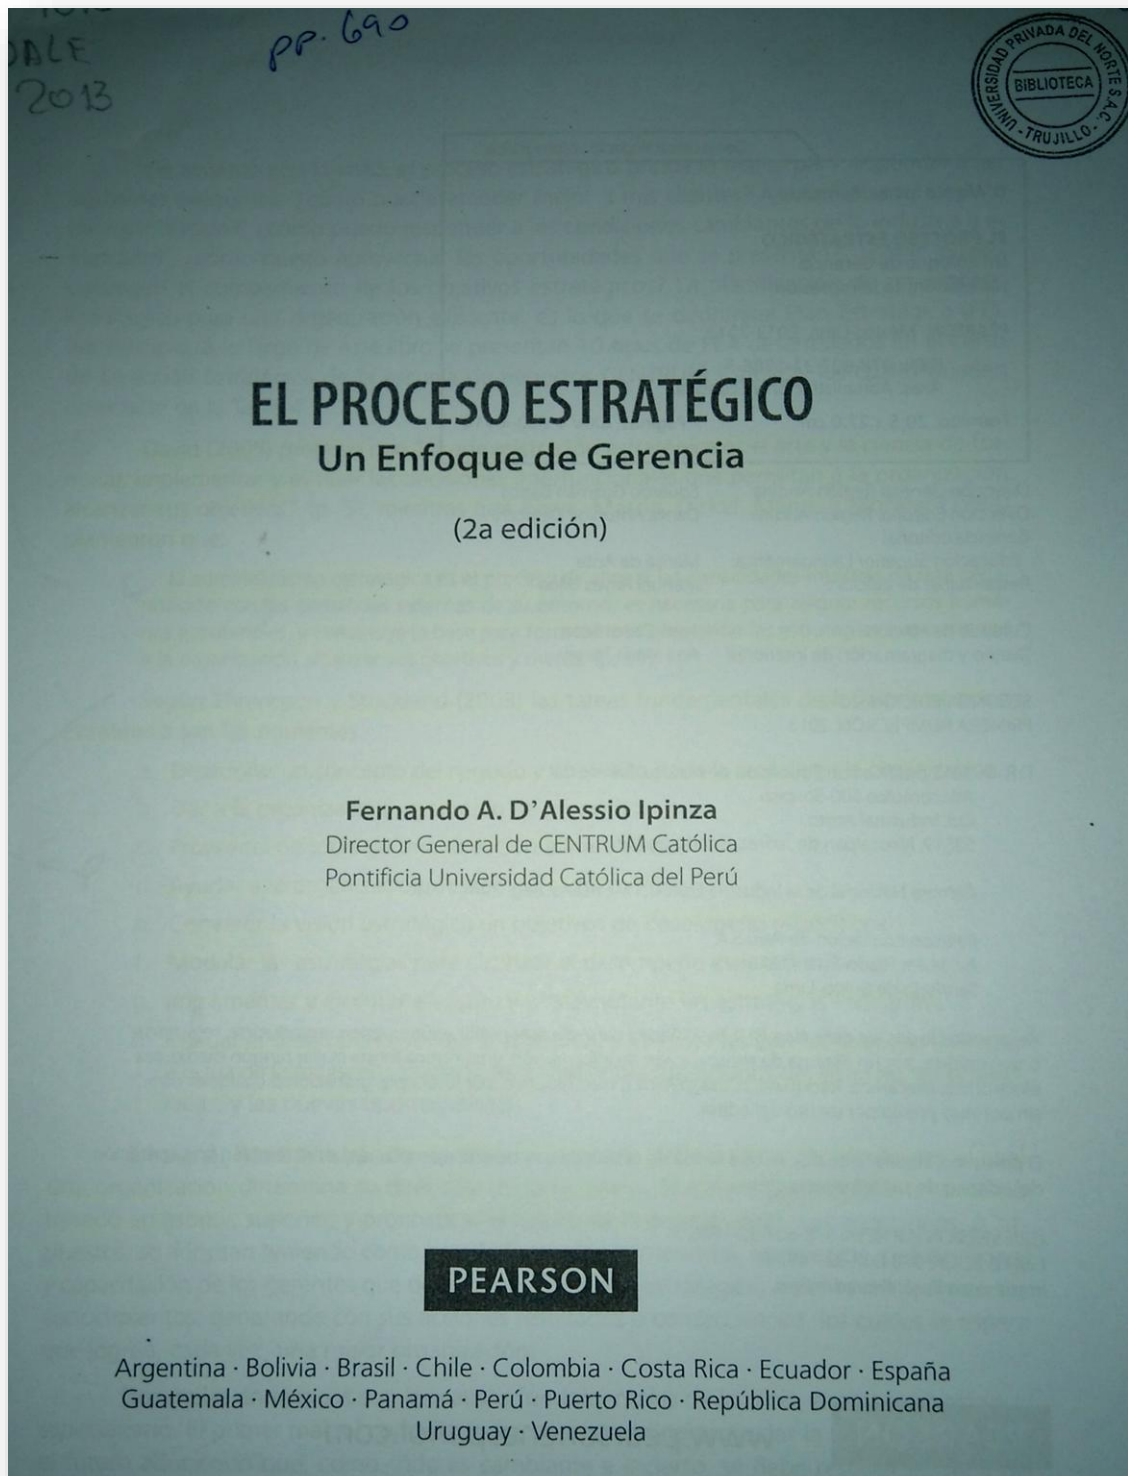 DALE
2013
pp. 690
UNIVERSIDAD PRIVADA DEL NORTE S.A.C.
BIBLIOTECA
- TRUJILLO -
EL PROCESO ESTRATÉGICO
Un Enfoque de Gerencia
(2a edición)
Fernando A. D'Alessio Ipinza
Director General de CENTRUM Católica
Pontificia Universidad Católica del Perú
PEARSON
Argentina · Bolivia · Brasil · Chile · Colombia · Costa Rica · Ecuador · España
Guatemala · México · Panamá · Perú · Puerto Rico · República Dominicana
Uruguay · Venezuela